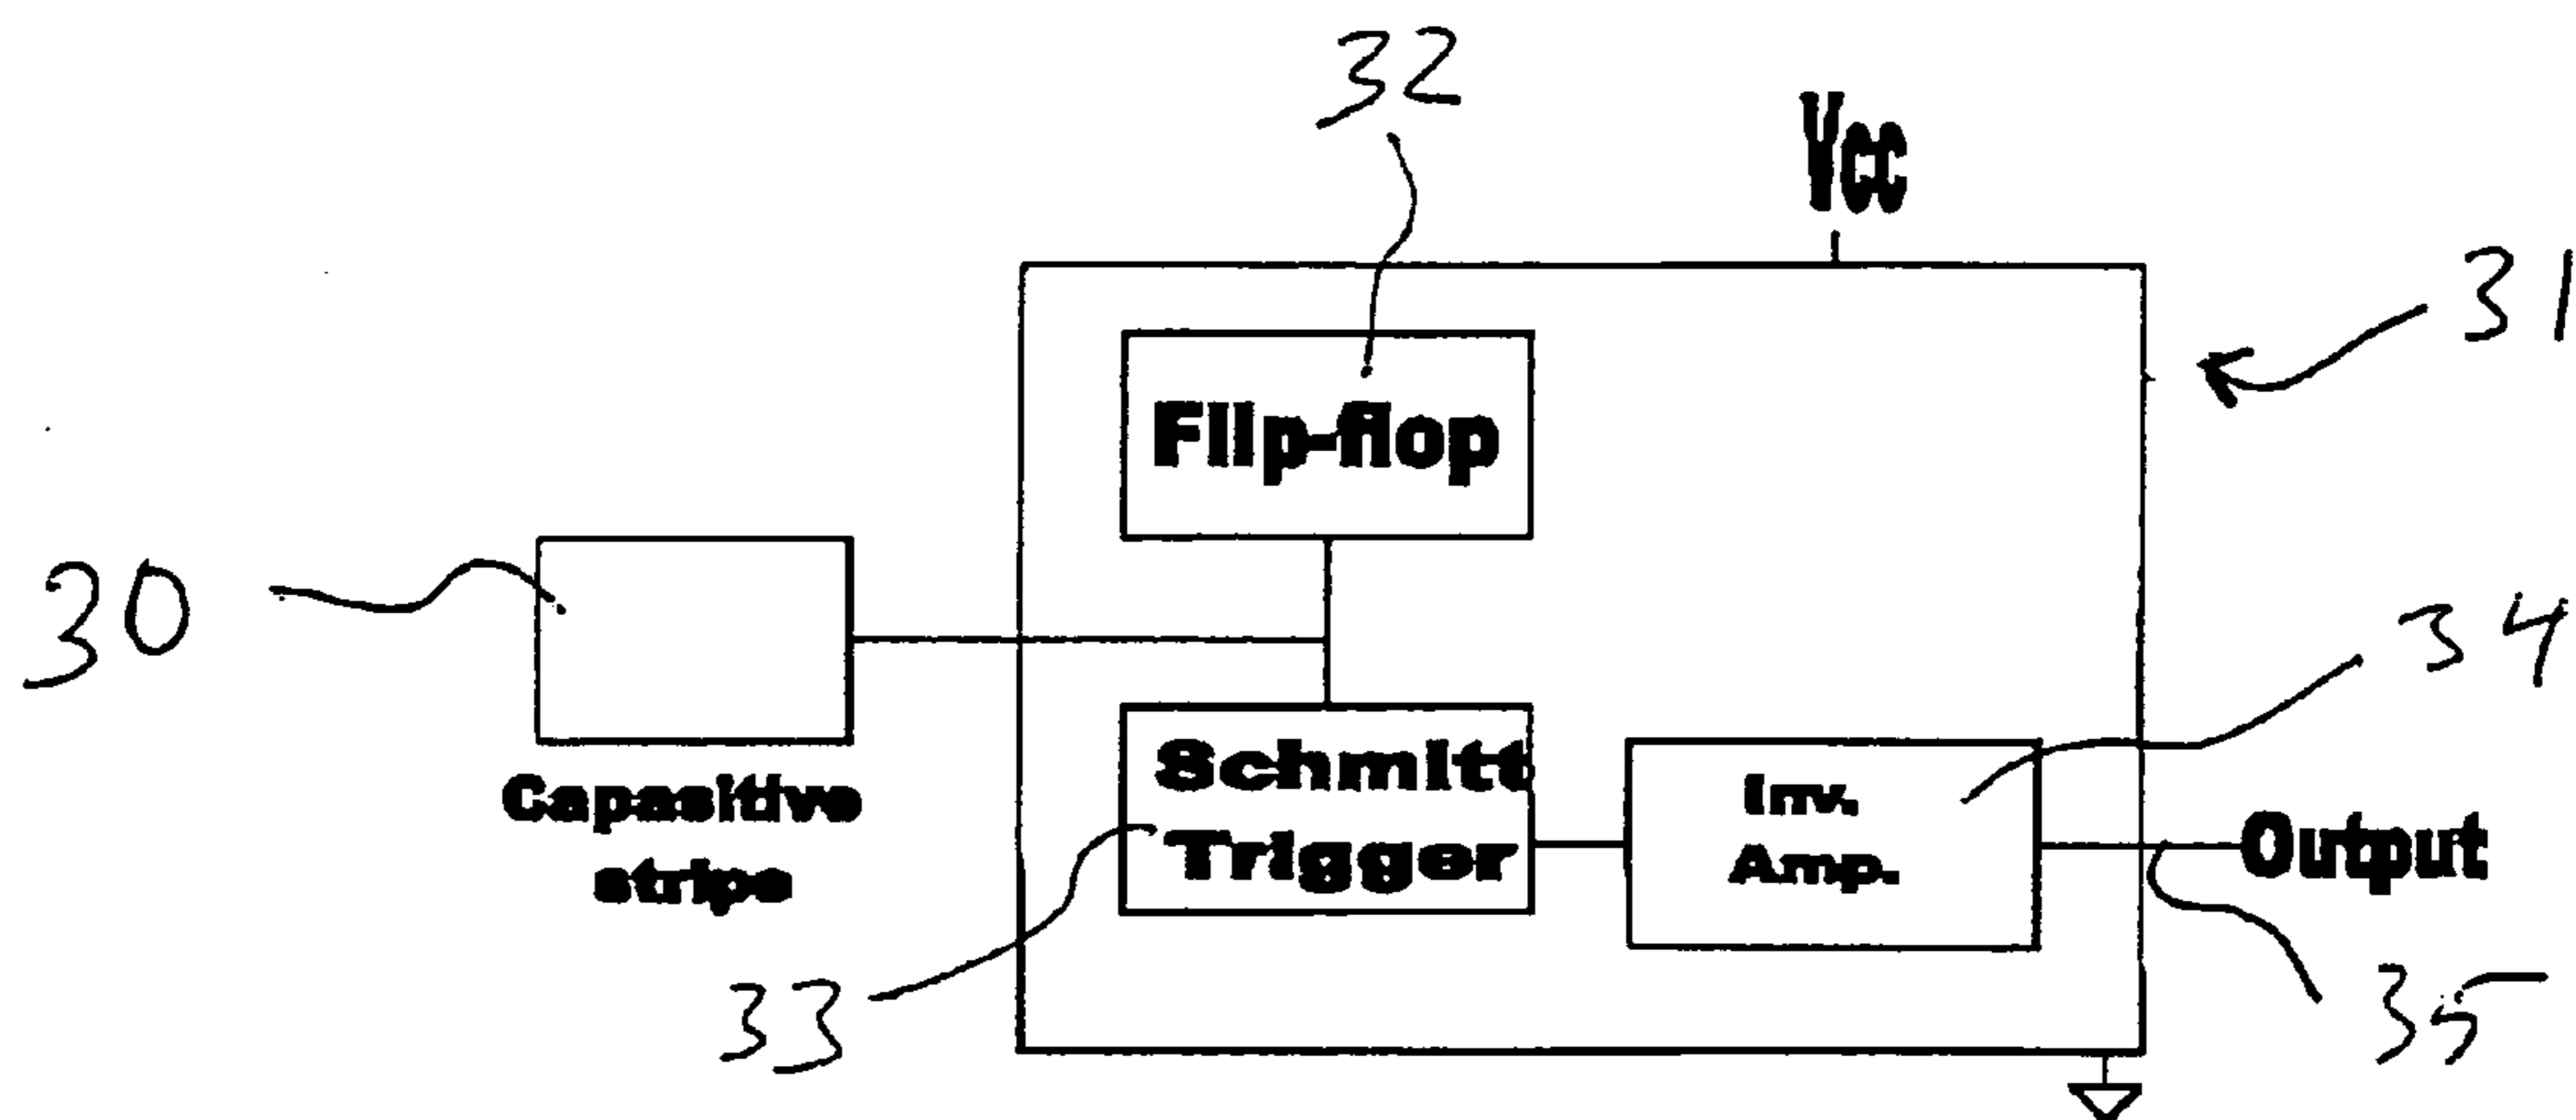 32
Vcc
31
Flip-flop
30
34
Capasitive
stripe
Schmitt
Trigger
Inv.
Amp.
Output
33
35